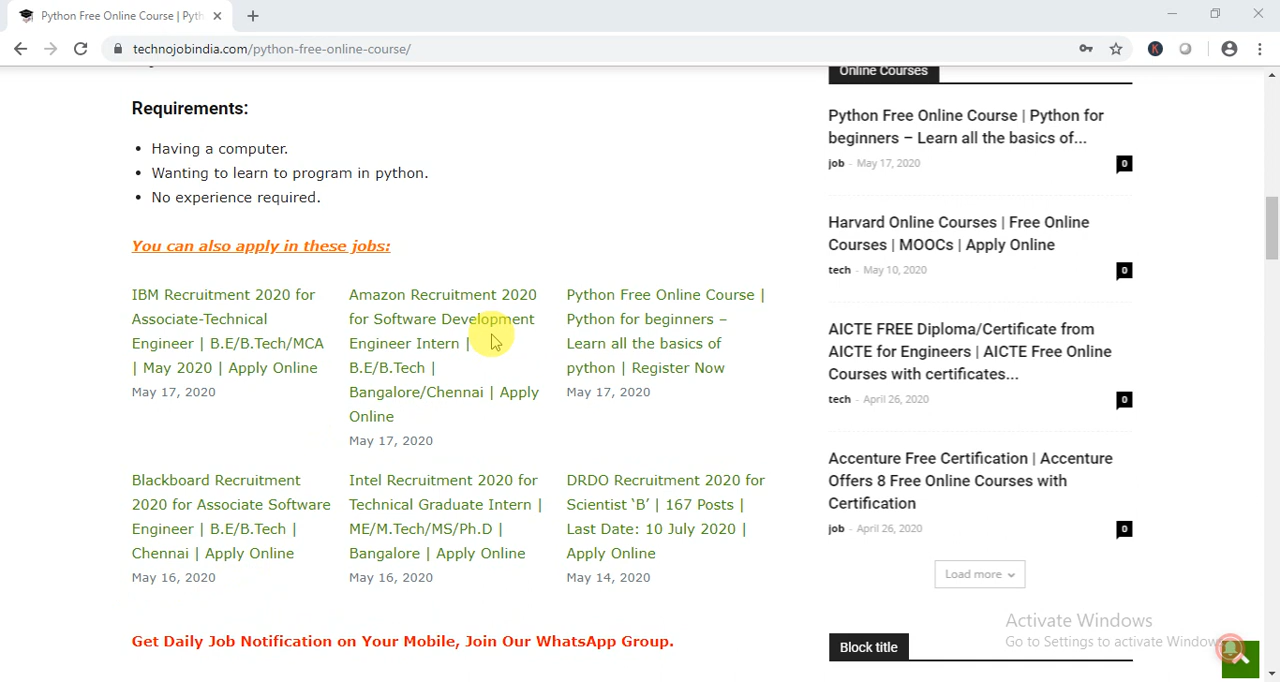 Python Free Online Course | Pyth
technojobindia.com/python-free-online-course/
K
Requirements:
• Having a computer.
• Wanting to learn to program in python.
• No experience required.
You can also apply in these jobs:
IBM Recruitment 2020 for
Associate-Technical
Engineer | B.E/B.Tech/MCA
| May 2020 | Apply Online
May 17, 2020
Amazon Recruitment 2020
for Software Development
Engineer Intern |
B.E/B.Tech |
Bangalore/Chennai | Apply
Online
May 17, 2020
Python Free Online Course |
Python for beginners –
Learn all the basics of
python | Register Now
May 17, 2020
Blackboard Recruitment
2020 for Associate Software
Engineer | B.E/B.Tech |
Chennai | Apply Online
May 16, 2020
Intel Recruitment 2020 for
Technical Graduate Intern |
ME/M.Tech/MS/Ph.D |
Bangalore | Apply Online
May 16, 2020
DRDO Recruitment 2020 for
Scientist ‘B’ | 167 Posts |
Last Date: 10 July 2020 |
Apply Online
May 14, 2020
Get Daily Job Notification on Your Mobile, Join Our WhatsApp Group.
Online Courses
Python Free Online Course | Python for
beginners – Learn all the basics of...
job - May 17, 2020
0
Harvard Online Courses | Free Online
Courses | MOOCs | Apply Online
tech - May 10, 2020
0
AICTE FREE Diploma/Certificate from
AICTE for Engineers | AICTE Free Online
Courses with certificates...
tech - April 26, 2020
0
Accenture Free Certification | Accenture
Offers 8 Free Online Courses with
Certification
job - April 26, 2020
0
Load more
Activate Windows
Go to Settings to activate Window
Block title